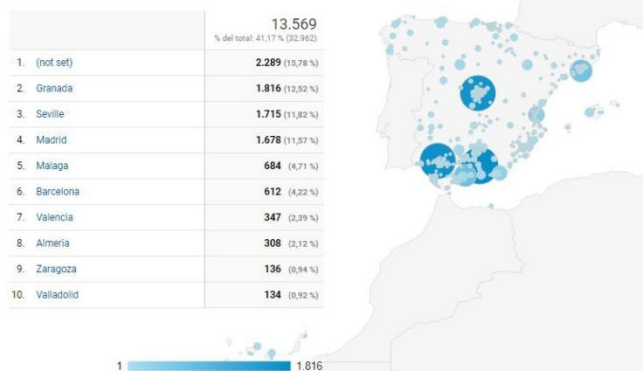 13.569
% del total: 41,17 % (32.962)
1. (not set) 2.289 (15,78 %)
2. Granada 1.816 (12,52 %)
3. Seville 1.715 (11,82 %)
4. Madrid 1.678 (11,57 %)
5. Malaga 684 (4,71 %)
6. Barcelona 612 (4,22 %)
7. Valencia 347 (2,39 %)
8. Almeria 308 (2,12 %)
9. Zaragoza 136 (0,94 %)
10. Valladolid 134 (0,92 %)
1 1.816